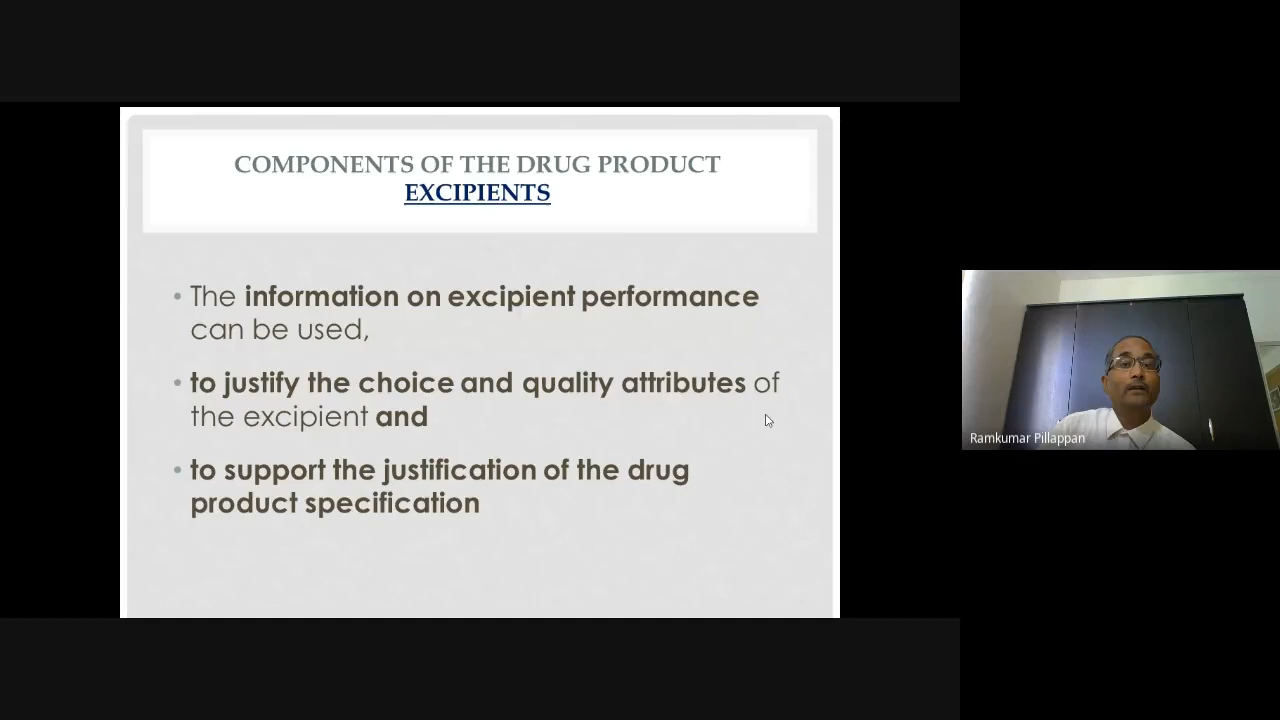 COMPONENTS OF THE DRUG PRODUCT
EXCIPIENTS
• The information on excipient performance
can be used,
• to justify the choice and quality attributes of
the excipient and
• to support the justification of the drug
product specification
Ramkumar Pillappan